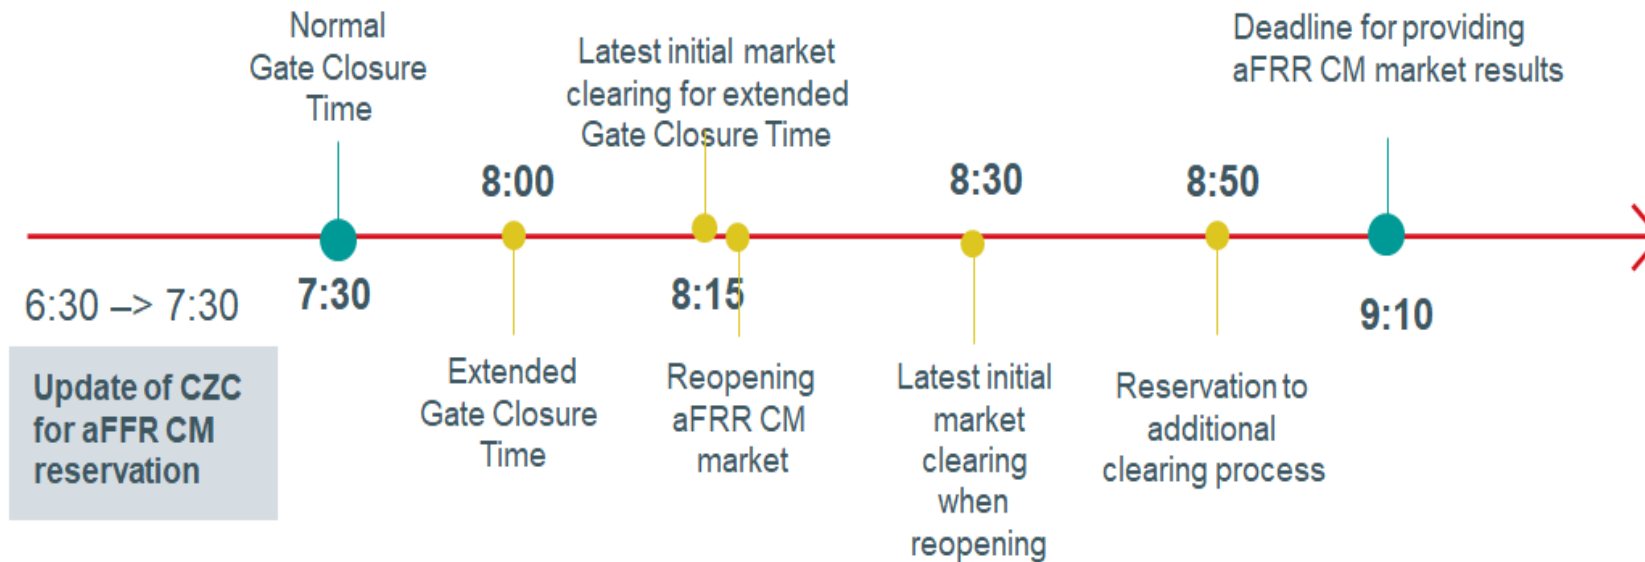 Normal
Gate Closure
Time
Latest initial market
clearing for extended
Gate Closure Time
Deadline for providing
aFRR CM market results
8:00
8:30
8:50
6:30 –> 7:30
7:30
8:15
9:10
Update of CZC
for aFFR CM
reservation
Extended
Gate Closure
Time
Reopening
aFRR CM
market
Latest initial
market
clearing
when
reopening
Reservation to
additional
clearing process